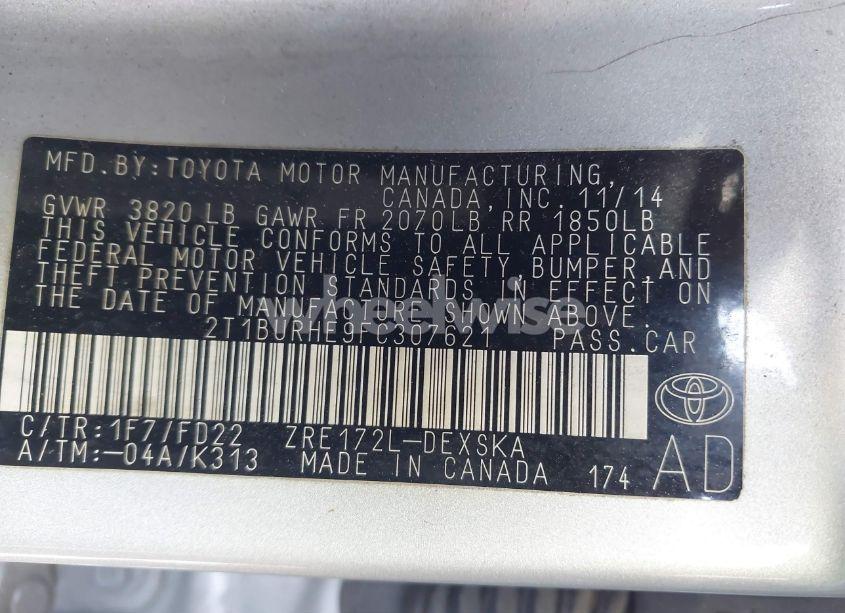 MFD.BY:TOYOTA MOTOR MANUFACTURING,
CANADA, INC. 11/14
GVWR 3820 LB GAWR FR 2070LB RR 1850LB
THIS VEHICLE CONFORMS TO ALL APPLICABLE
FEDERAL MOTOR VEHICLE SAFETY,BUMPER,AND
THEFT PREVENTION STANDARDS IN EFFECT ON
THE DATE OF MANUFACTURE SHOWN ABOVE.
2T1BURHE9FC307621 PASS.CAR
C/TR:1F7/FD22 ZRE172L-DEXSKA
A/TM:-04A/K313 MADE IN CANADA 174 AD
wheelwise